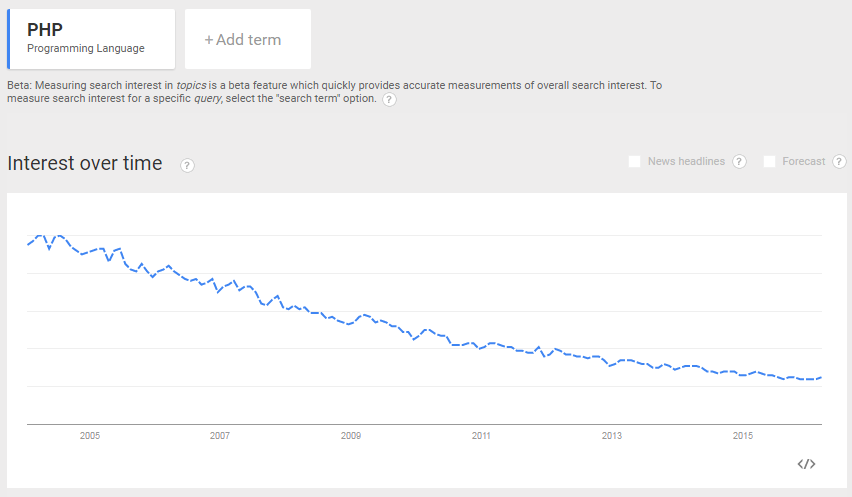 PHP
Programming Language
+Add term
Beta: Measuring search interest in topics is a beta feature which quickly provides accurate measurements of overall search interest. To
measure search interest for a specific query, select the "search term" option. ?
Interest over time ?
News headlines ? Forecast ?
2005 2007 2009 2011 2013 2015
</>